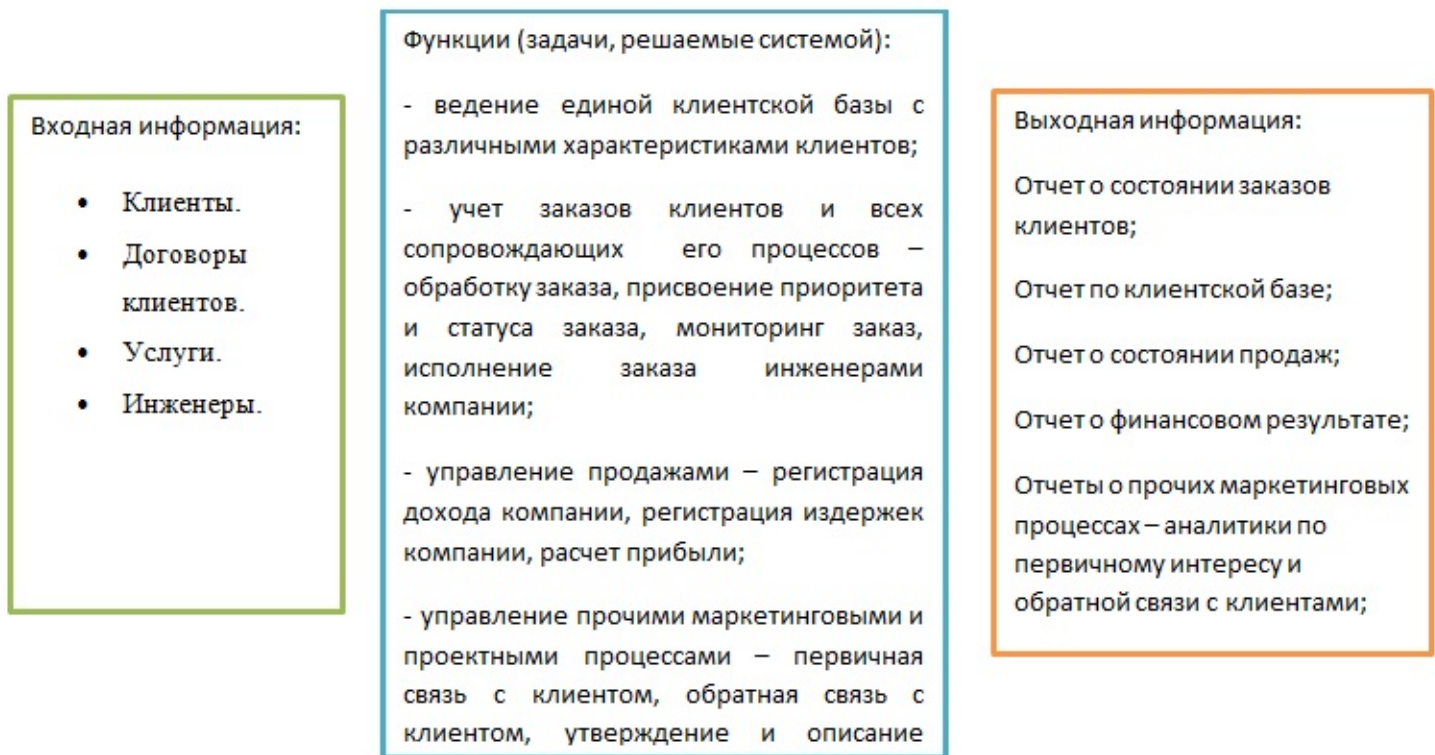 Входная информация:
• Клиенты.
• Договоры
клиентов.
• Услуги.
• Инженеры.
Функции (задачи, решаемые системой):
- ведение единой клиентской базы с
различными характеристиками клиентов;
- учет заказов клиентов и всех
сопровождающих его процессов –
обработку заказа, присвоение приоритета
и статуса заказа, мониторинг заказ,
исполнение заказа инженерами
компании;
- управление продажами – регистрация
дохода компании, регистрация издержек
компании, расчет прибыли;
- управление прочими маркетинговыми и
проектными процессами – первичная
связь с клиентом, обратная связь с
клиентом, утверждение и описание
Выходная информация:
Отчет о состоянии заказов
клиентов;
Отчет по клиентской базе;
Отчет о состоянии продаж;
Отчет о финансовом результате;
Отчеты о прочих маркетинговых
процессах – аналитики по
первичному интересу и
обратной связи с клиентами;